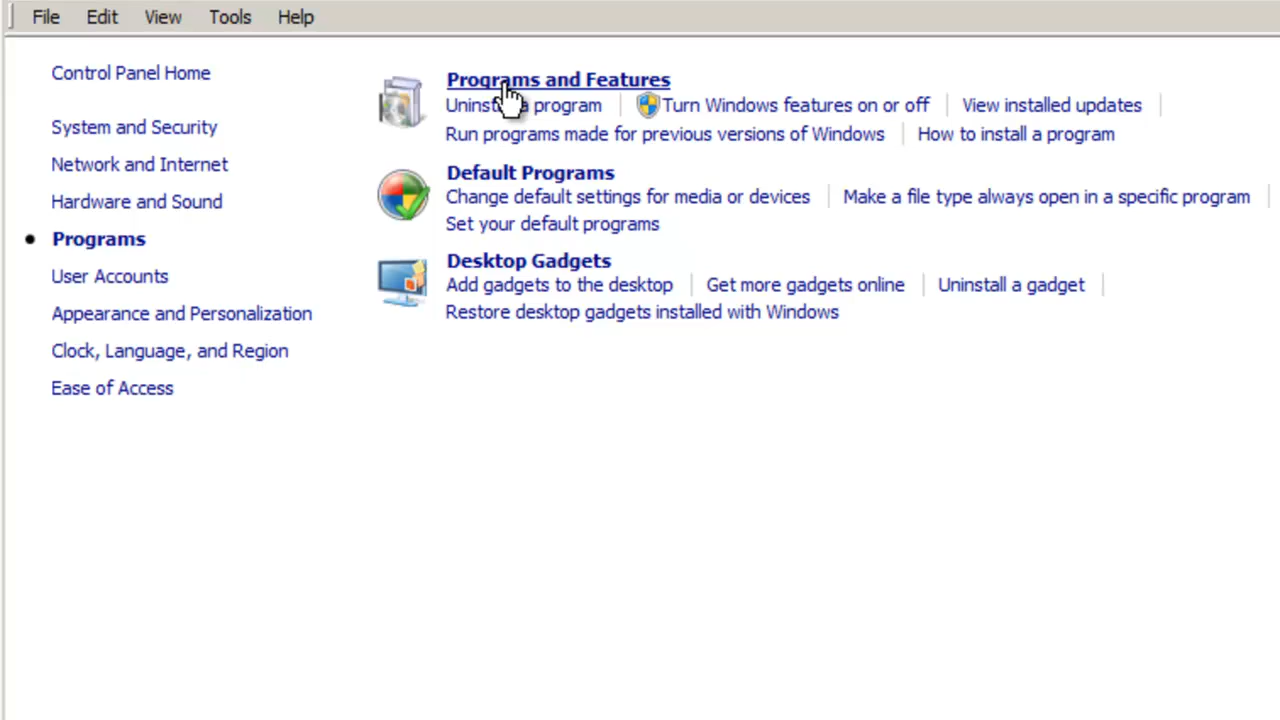 File Edit View Tools Help
Control Panel Home
System and Security
Network and Internet
Hardware and Sound
Programs
User Accounts
Appearance and Personalization
Clock, Language, and Region
Ease of Access
Programs and Features
Uninstall a program Turn Windows features on or off View installed updates
Run programs made for previous versions of Windows How to install a program
Default Programs
Change default settings for media or devices Make a file type always open in a specific program
Set your default programs
Desktop Gadgets
Add gadgets to the desktop Get more gadgets online Uninstall a gadget
Restore desktop gadgets installed with Windows